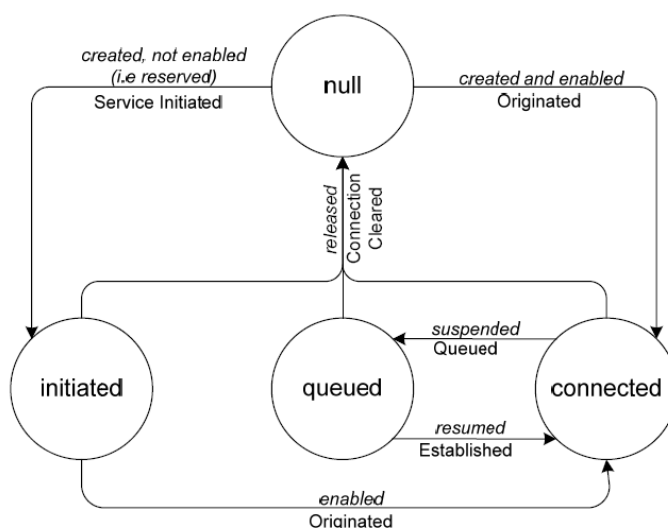 created, not enabled
(i.e reserved)
Service Initiated
null
created and enabled
Originated
released
Connection
Cleared
initiated
queued
connected
suspended
Queued
resumed
Established
enabled
Originated